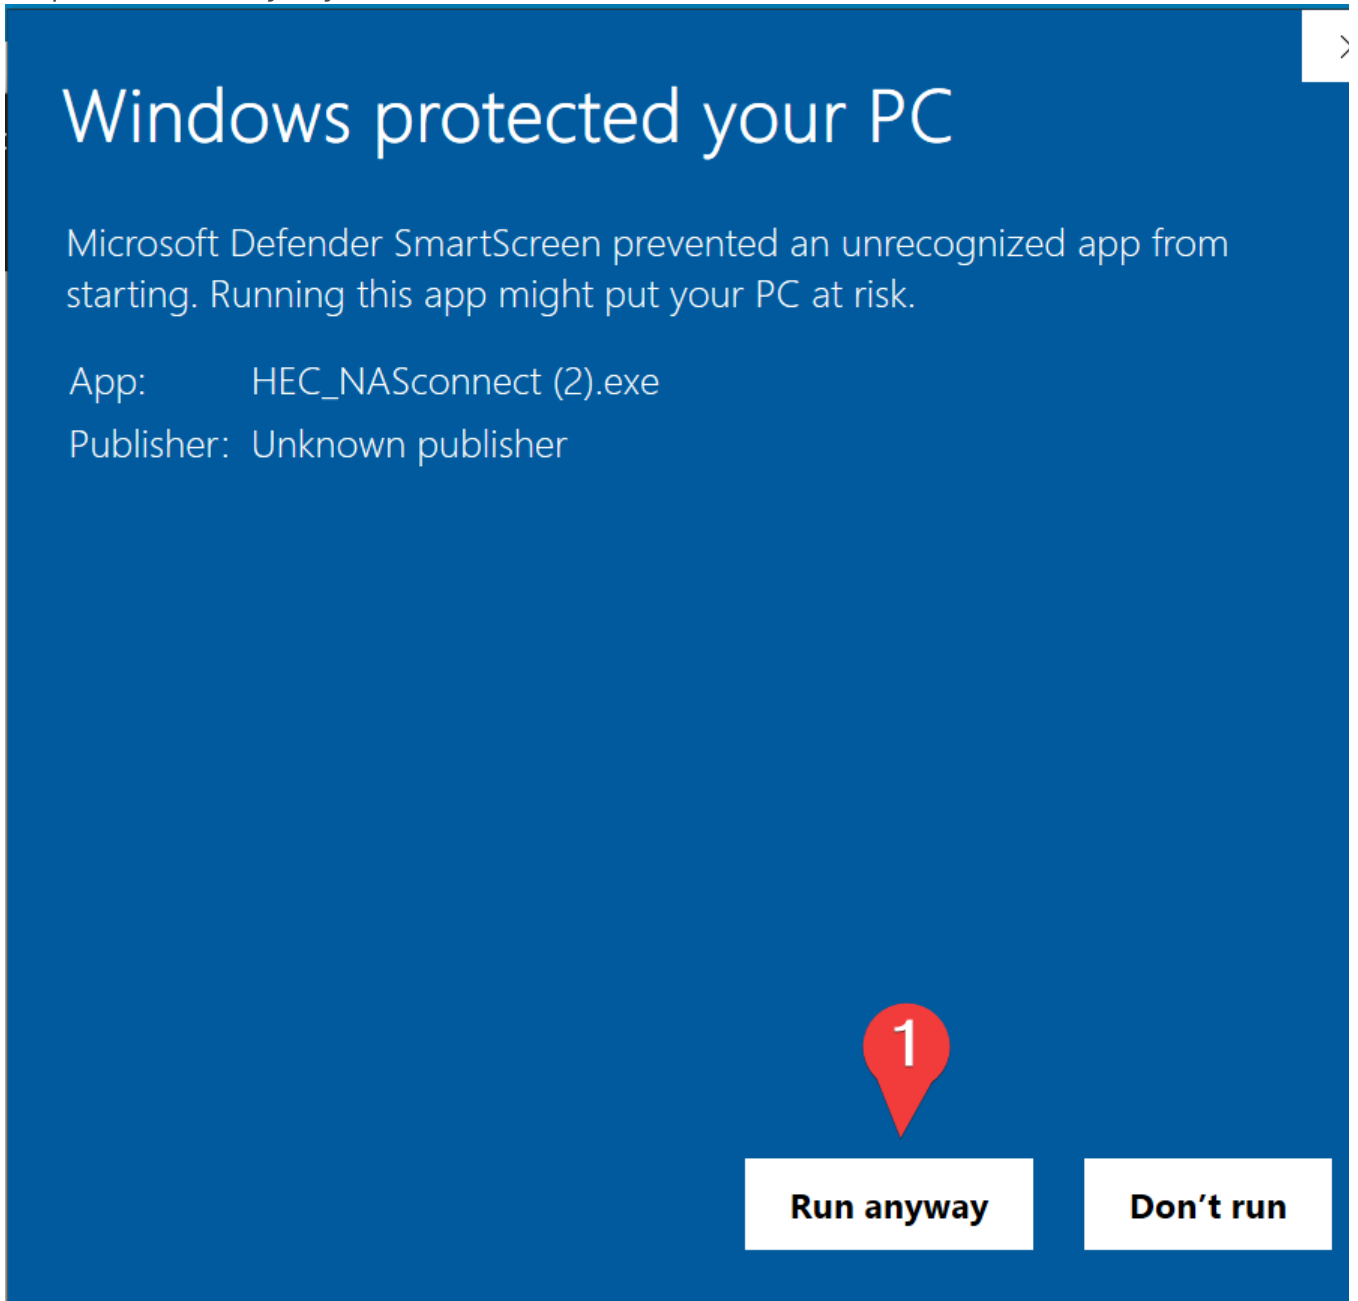 Windows protected your PC
Microsoft Defender SmartScreen prevented an unrecognized app from
starting. Running this app might put your PC at risk.
App: HEC_NASconnect (2).exe
Publisher: Unknown publisher
1
Run anyway Don’t run